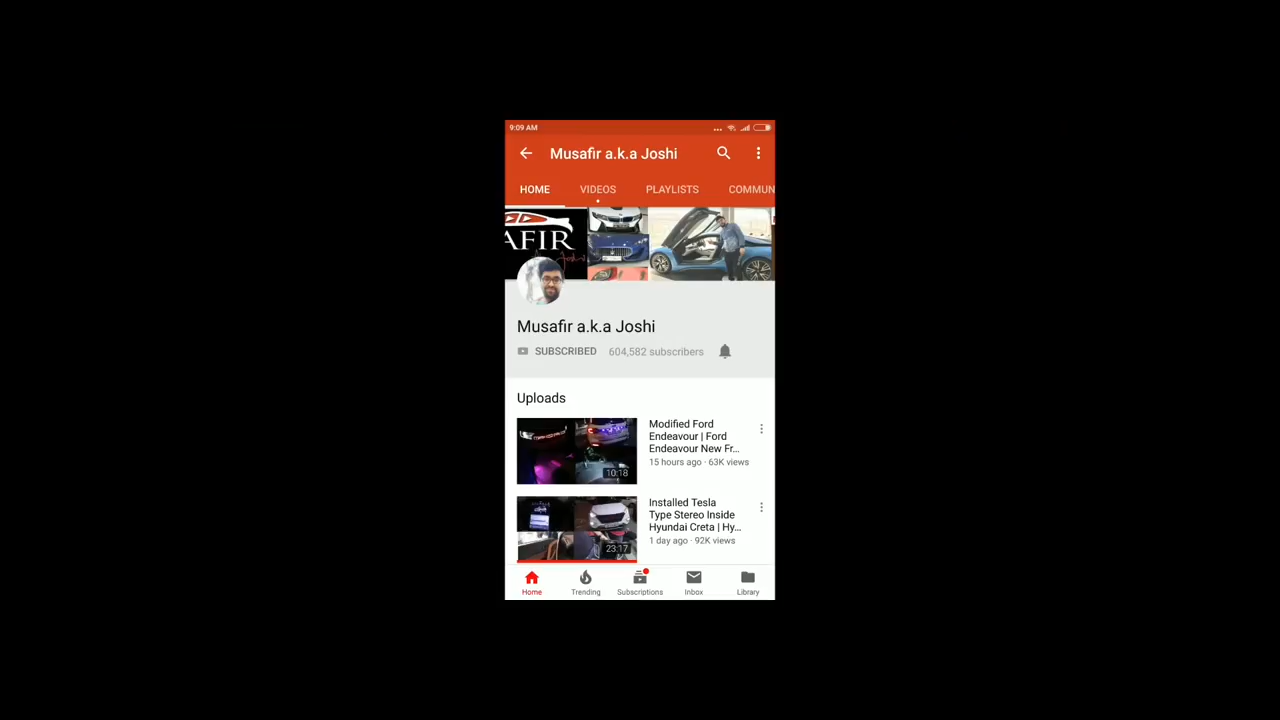 9:09 AM
Musafir a.k.a Joshi
HOME VIDEOS PLAYLISTS COMMUN
AFIR
Musafir a.k.a Joshi
SUBSCRIBED 604,582 subscribers
Uploads
Modified Ford
Endeavour | Ford
Endeavour New Fr...
15 hours ago · 63K views
10:18
Installed Tesla
Type Stereo Inside
Hyundai Creta | Hy...
1 day ago · 92K views
23:17
Home Trending Subscriptions Inbox Library